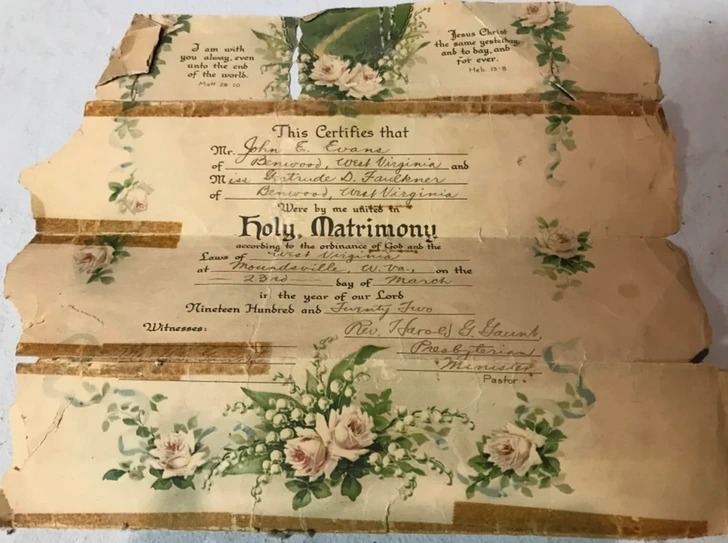 I am with
you alway, even
unto the end
of the world.
Matt 28 20
Jesus Christ
the same yesterday,
and to day, and
for ever.
Heb. 13-8
This Certifies that
Mr. John E. Evans
of Benwood, West Virginia and
Miss Gertrude D. Faulkner
of Benwood, West Virginia
Were by me united in
Holy Matrimony
according to the ordinance of God and the
Laws of West Virginia
at Moundsville, W. Va., on the
23rd day of March
in the year of our Lord
Nineteen Hundred and Twenty Two
Witnesses:
Rev. Harold G. Gaunt,
Presbyterian
Minister
Pastor.